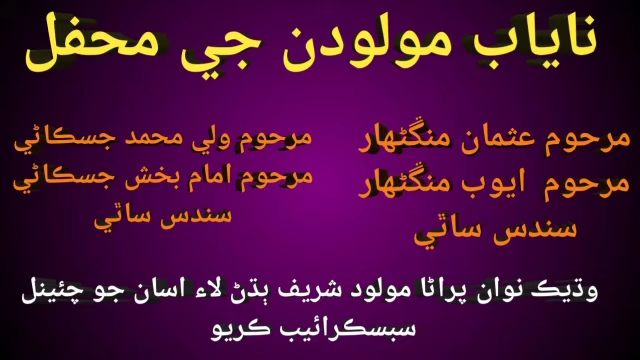 ناياب مولودن جي محفل
مرحوم عثمان منگڻهار
مرحوم ايوب منگڻهار
سندس ساٿي
مرحوم ولي محمد جسڪاڻي
مرحوم امام بخش جسڪاڻي
سندس ساٿي
وڌيڪ نوان پراڻا مولود شريف ٻڌڻ لاءِ اسان جو چئينل
سبسڪرائيب ڪريو